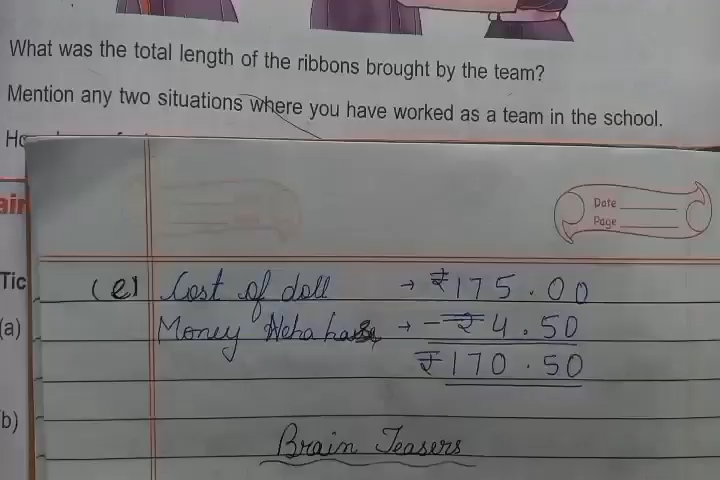 What was the total length of the ribbons brought by the team?
Mention any two situations where you have worked as a team in the school.
Date
Page
Tic
(e) Cost of doll → ₹175.00
(a)
Money Neha has → - ₹4.50
₹170.50
b)
Brain Teasers